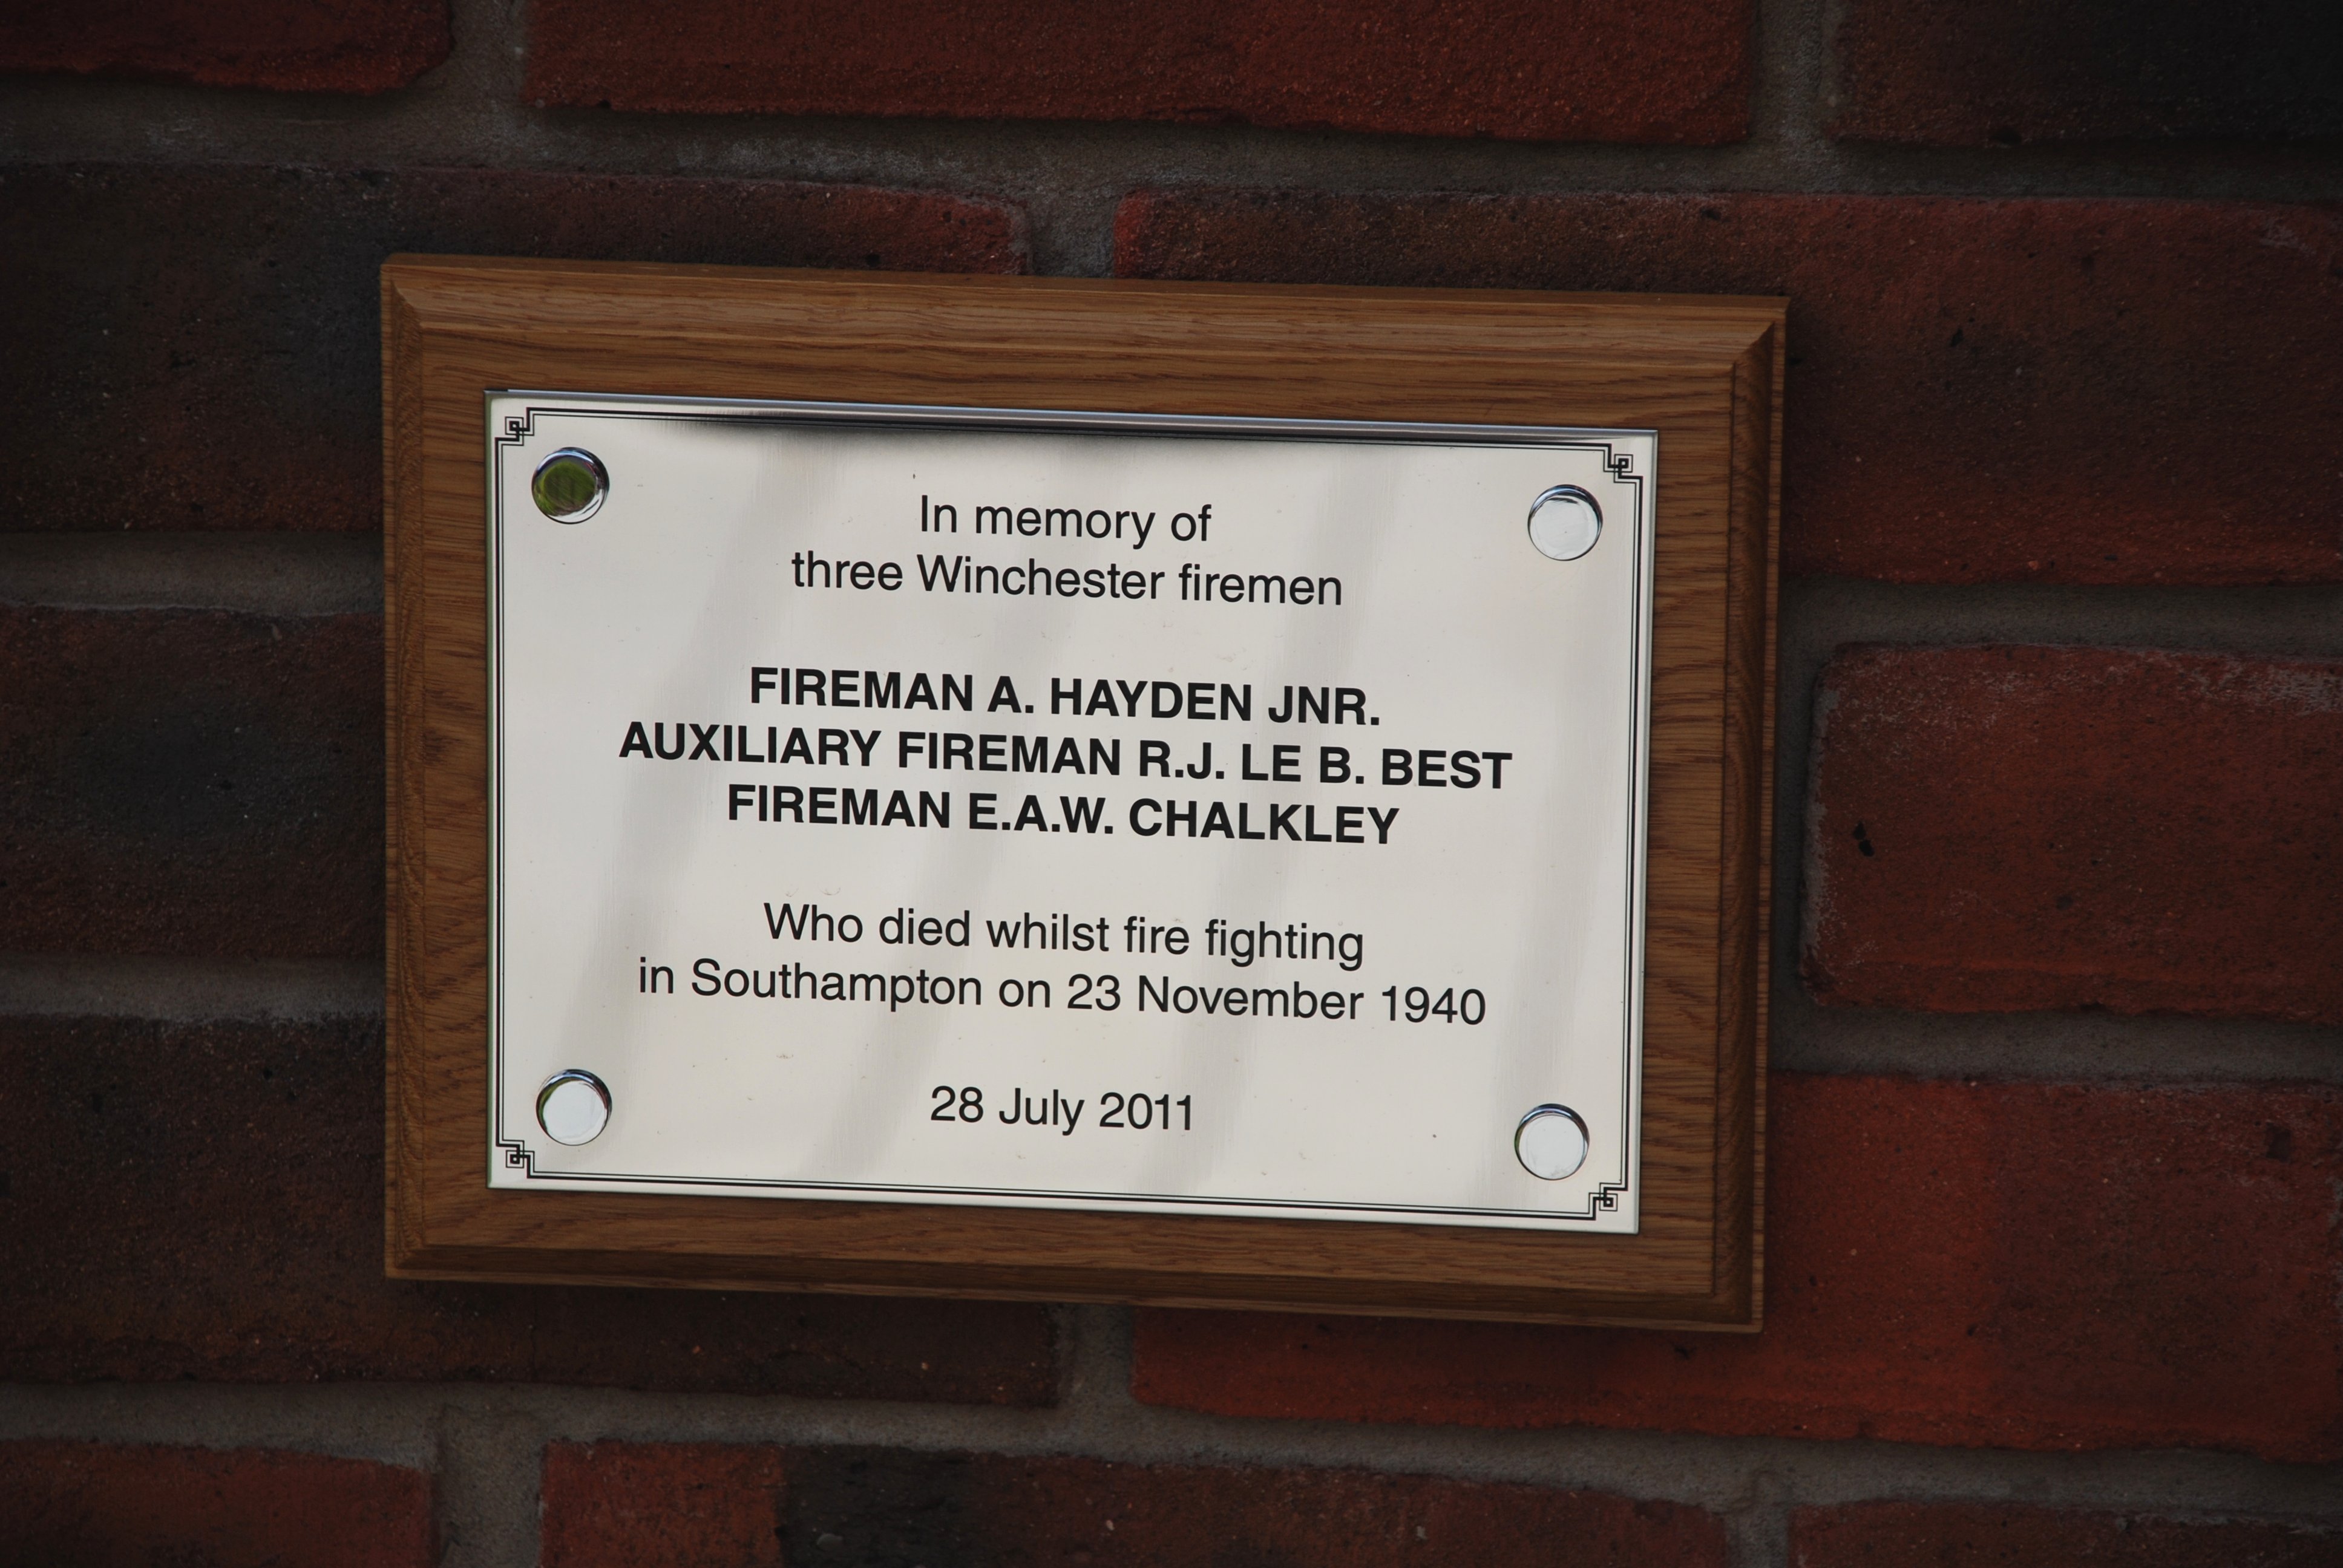 In memory of
three Winchester firemen
FIREMAN A. HAYDEN JNR.
AUXILIARY FIREMAN R.J. LE B. BEST
FIREMAN E.A.W. CHALKLEY
Who died whilst fire fighting
in Southampton on 23 November 1940
28 July 2011